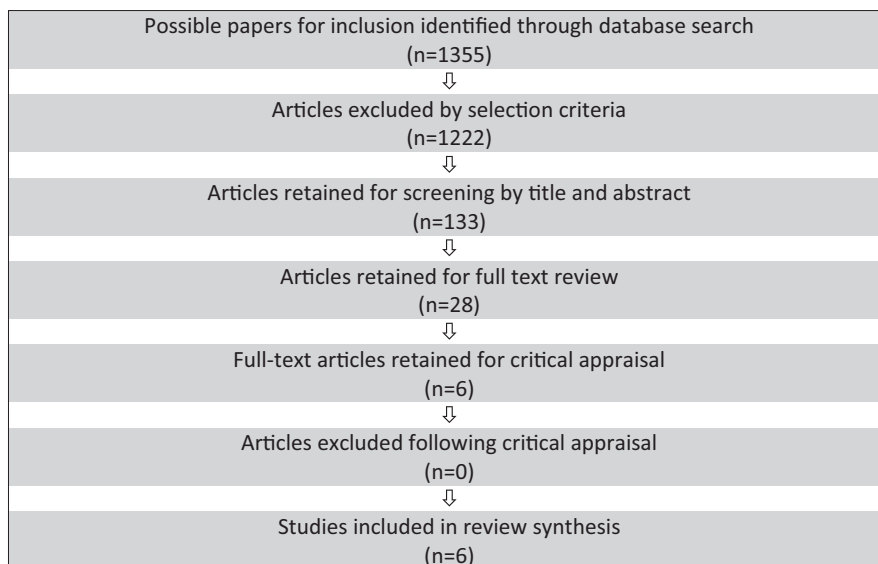 Possible papers for inclusion identified through database search
(n=1355)
⇩
Articles excluded by selection criteria
(n=1222)
⇩
Articles retained for screening by title and abstract
(n=133)
⇩
Articles retained for full text review
(n=28)
⇩
Full-text articles retained for critical appraisal
(n=6)
⇩
Articles excluded following critical appraisal
(n=0)
⇩
Studies included in review synthesis
(n=6)